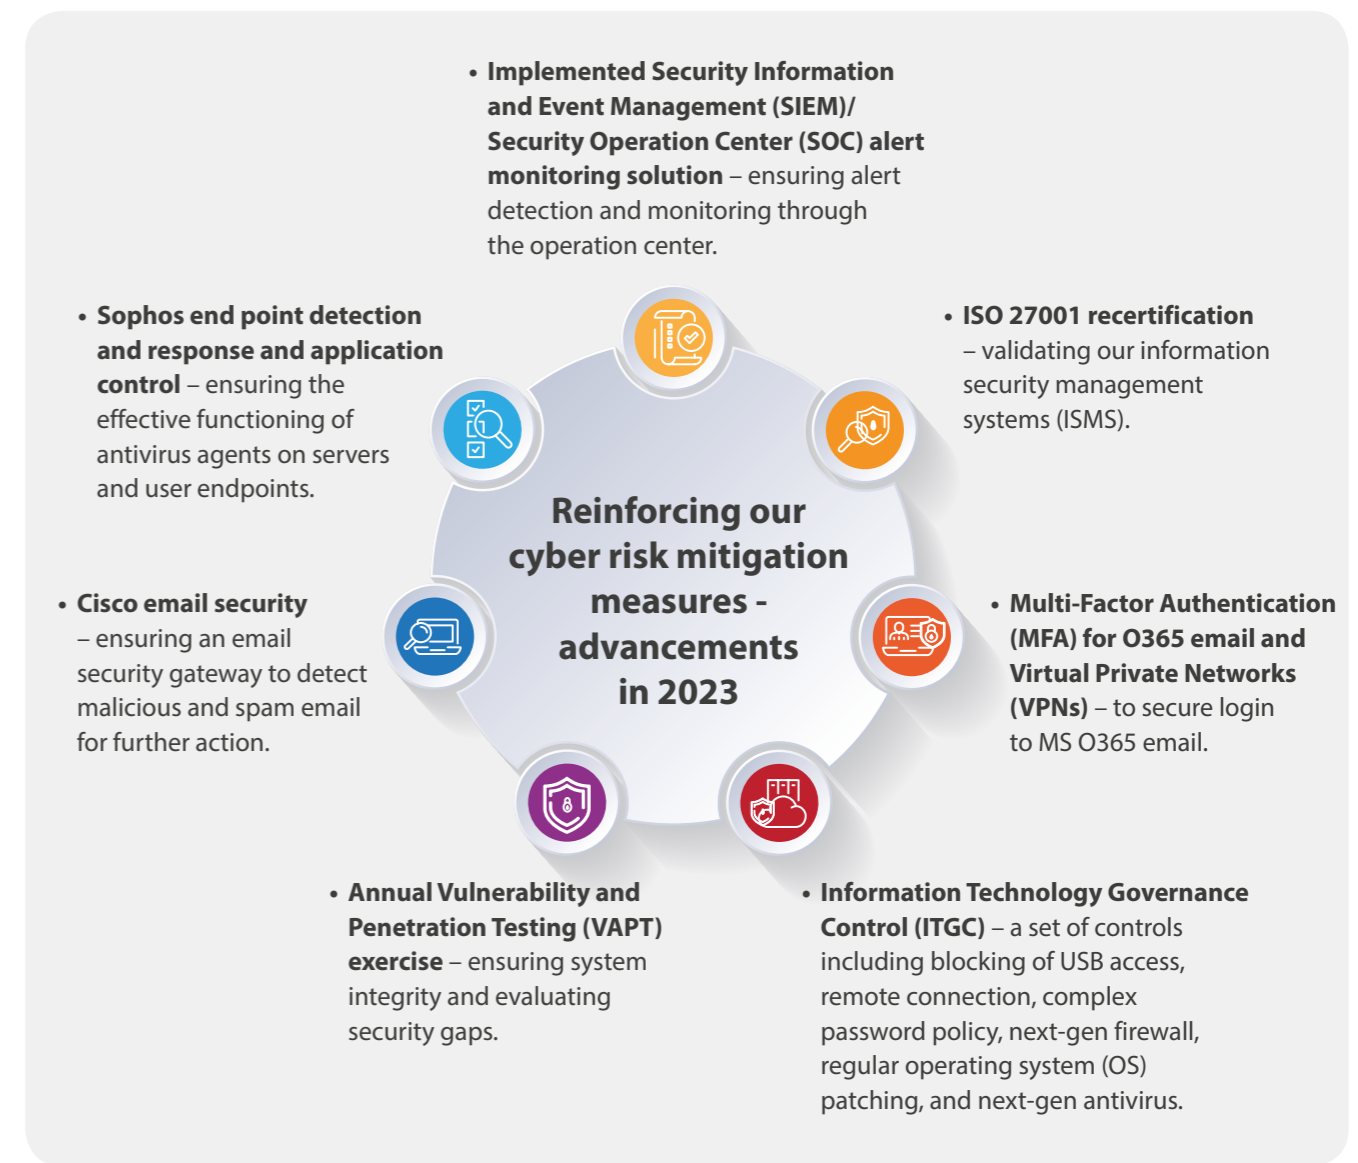 • Implemented Security Information
and Event Management (SIEM)/
Security Operation Center (SOC) alert
monitoring solution – ensuring alert
detection and monitoring through
the operation center.
• ISO 27001 recertification
– validating our information
security management
systems (ISMS).
• Multi-Factor Authentication
(MFA) for O365 email and
Virtual Private Networks
(VPNs) – to secure login
to MS O365 email.
• Information Technology Governance
Control (ITGC) – a set of controls
including blocking of USB access,
remote connection, complex
password policy, next-gen firewall,
regular operating system (OS)
patching, and next-gen antivirus.
• Annual Vulnerability and
Penetration Testing (VAPT)
exercise – ensuring system
integrity and evaluating
security gaps.
• Cisco email security
– ensuring an email
security gateway to detect
malicious and spam email
for further action.
• Sophos end point detection
and response and application
control – ensuring the
effective functioning of
antivirus agents on servers
and user endpoints.
Reinforcing our
cyber risk mitigation
measures -
advancements
in 2023